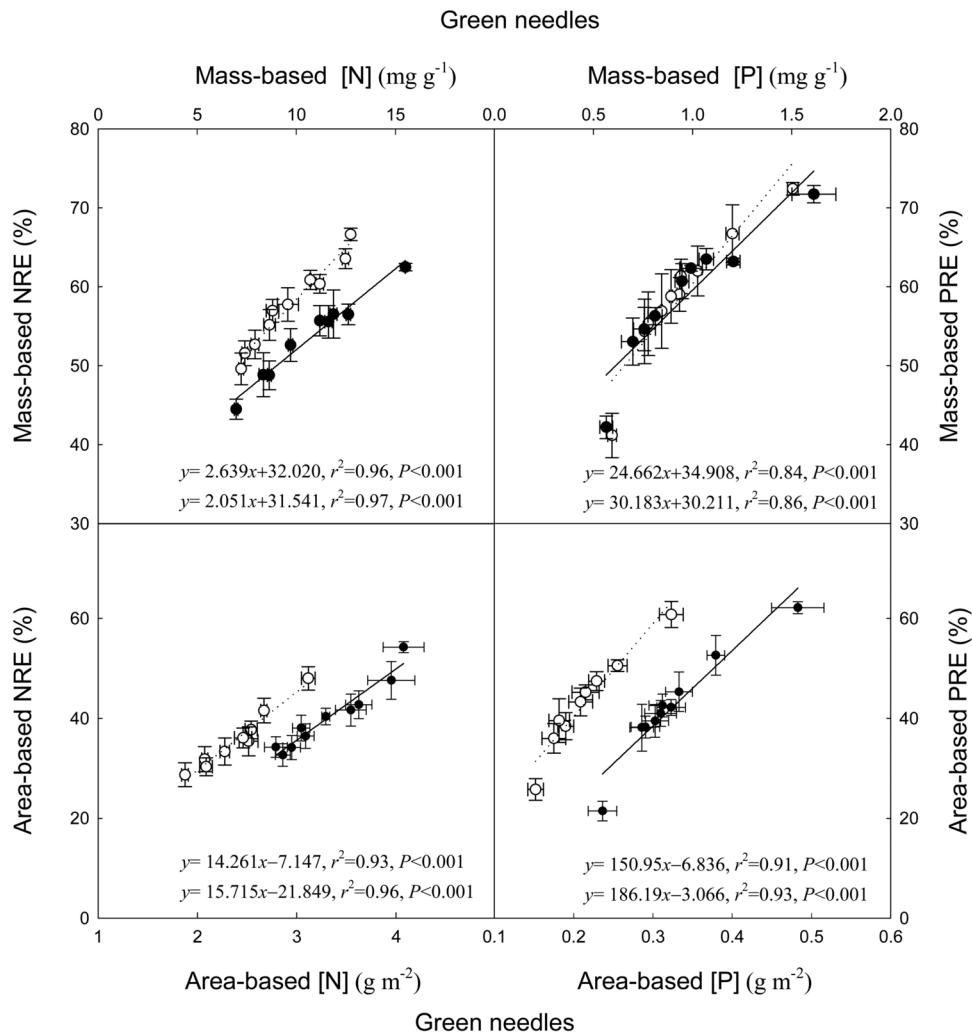 Green needles
Mass-based [N] (mg g⁻¹)
Mass-based [P] (mg g⁻¹)
0 5 10 15 0.0 0.5 1.0 1.5 2.0
80
70
60
50
40
30
Mass-based NRE (%)
y= 2.639x+32.020, r²=0.96, P<0.001
y= 2.051x+31.541, r²=0.97, P<0.001
y= 24.662x+34.908, r²=0.84, P<0.001
y= 30.183x+30.211, r²=0.86, P<0.001
80
70
60
50
40
30
Mass-based PRE (%)
60
40
20
0
Area-based NRE (%)
y= 14.261x−7.147, r²=0.93, P<0.001
y= 15.715x−21.849, r²=0.96, P<0.001
y= 150.95x−6.836, r²=0.91, P<0.001
y= 186.19x−3.066, r²=0.93, P<0.001
60
40
20
0
Area-based PRE (%)
1 2 3 4 0.1 0.2 0.3 0.4 0.5 0.6
Area-based [N] (g m⁻²)
Area-based [P] (g m⁻²)
Green needles